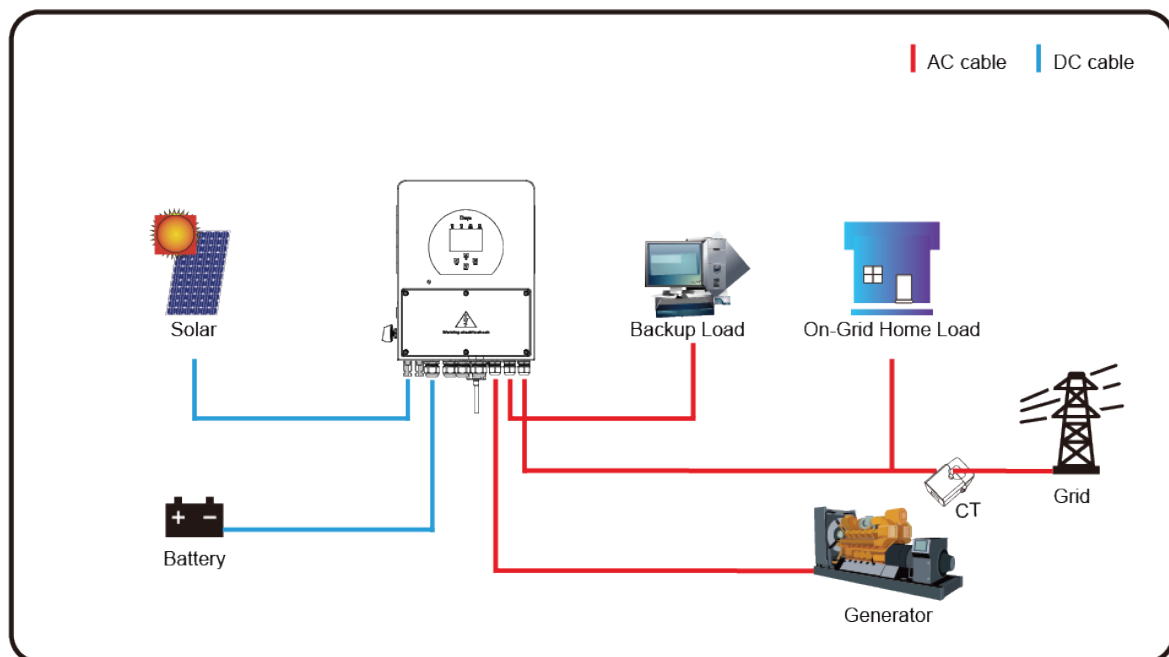 AC cable
DC cable
Solar
Backup Load
On-Grid Home Load
Battery
CT
Grid
Generator